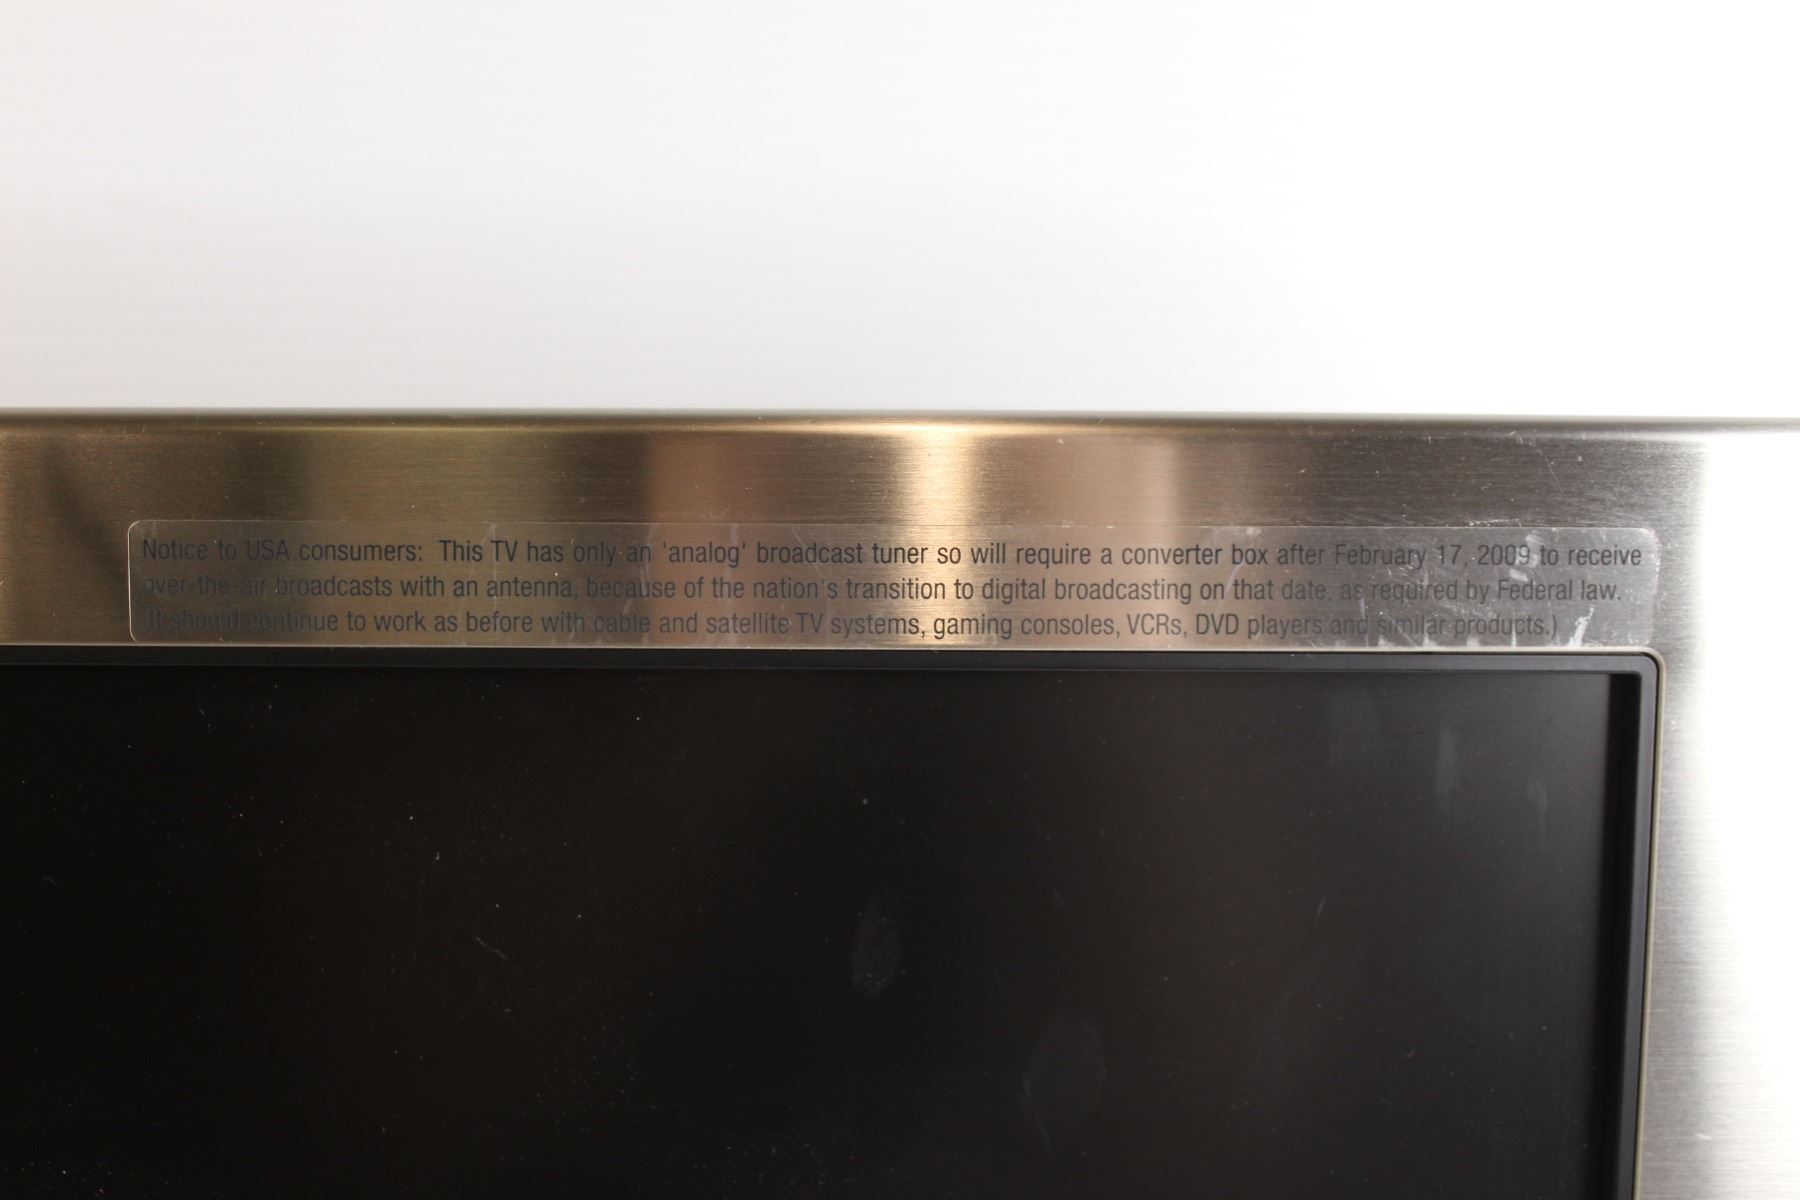 Notice to USA consumers: This TV has only an 'analog' broadcast tuner so will require a converter box after February 17, 2009 to receive
over-the-air broadcasts with an antenna, because of the nation's transition to digital broadcasting on that date, as required by Federal law.
(It should continue to work as before with cable and satellite TV systems, gaming consoles, VCRs, DVD players and similar products.)